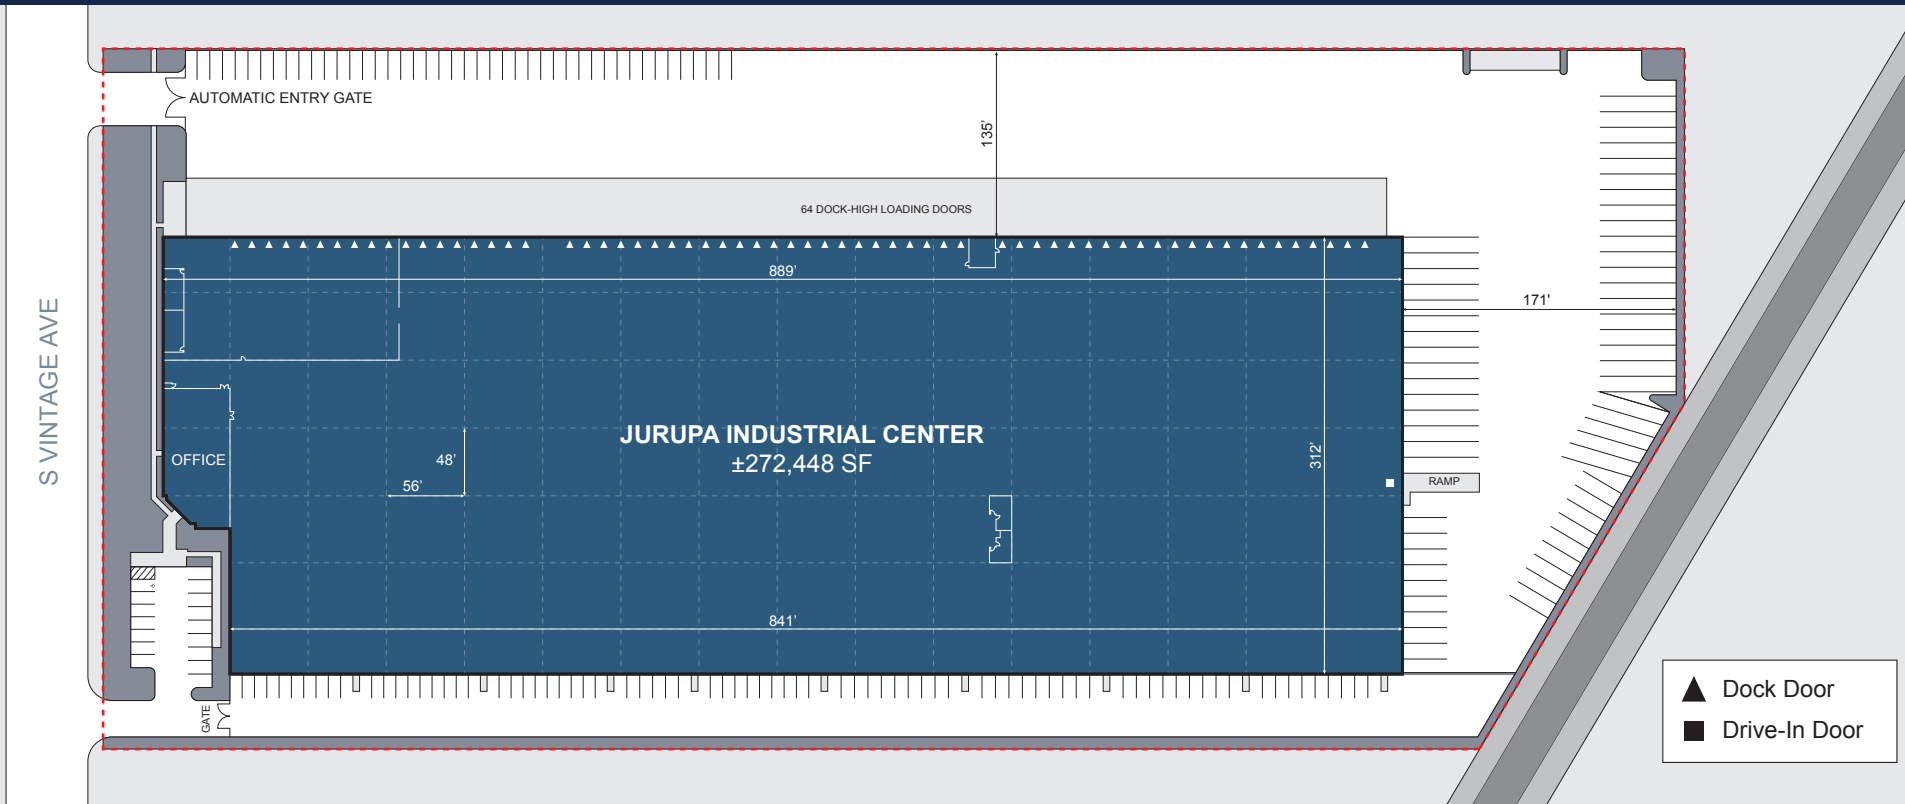 AUTOMATIC ENTRY GATE
135'
64 DOCK-HIGH LOADING DOORS
889'
171'
S VINTAGE AVE
JURUPA INDUSTRIAL CENTER
±272,448 SF
312'
OFFICE
48'
56'
RAMP
841'
GATE
Dock Door
Drive-In Door